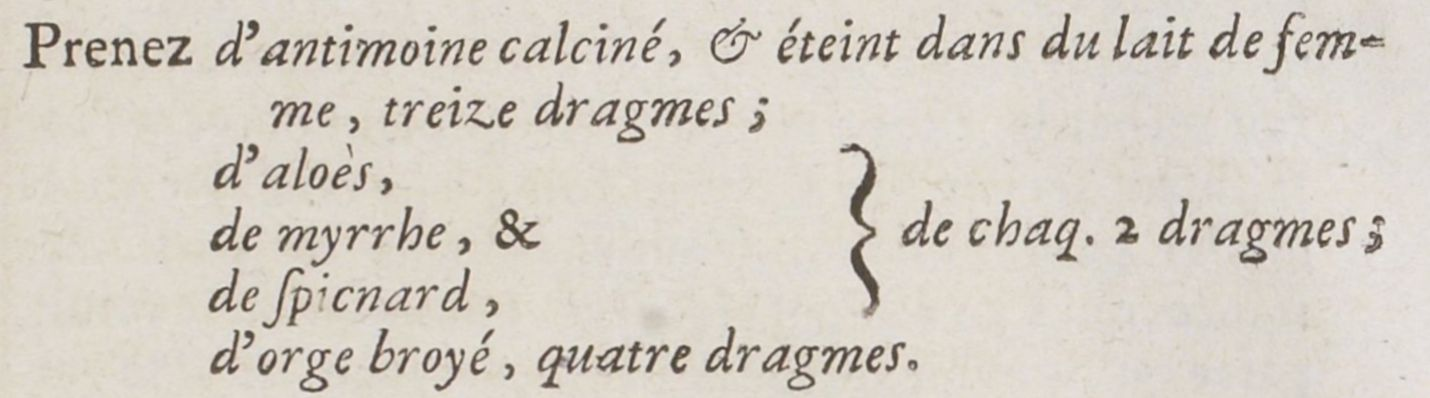 Prenez d'antimoine calciné, & éteint dans du lait de fem-
me, treize dragmes ;
d'aloès,
de myrrhe, &
de ſpicnard,
} de chaq. 2 dragmes ;
d'orge broyé, quatre dragmes.